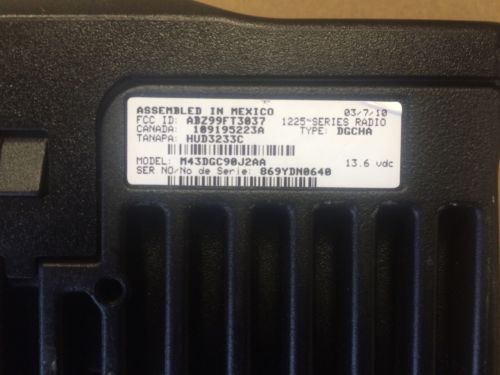 ASSEMBLED IN MEXICO 03/7/10
FCC ID: ABZ99FT3037 1225-SERIES RADIO
CANADA: 109195223A TYPE: DGCHA
TANAPA: HUD3233C
MODEL: M43DGC90J2AA 13.6 vdc
SER NO/No de Serie: 869YDN0640